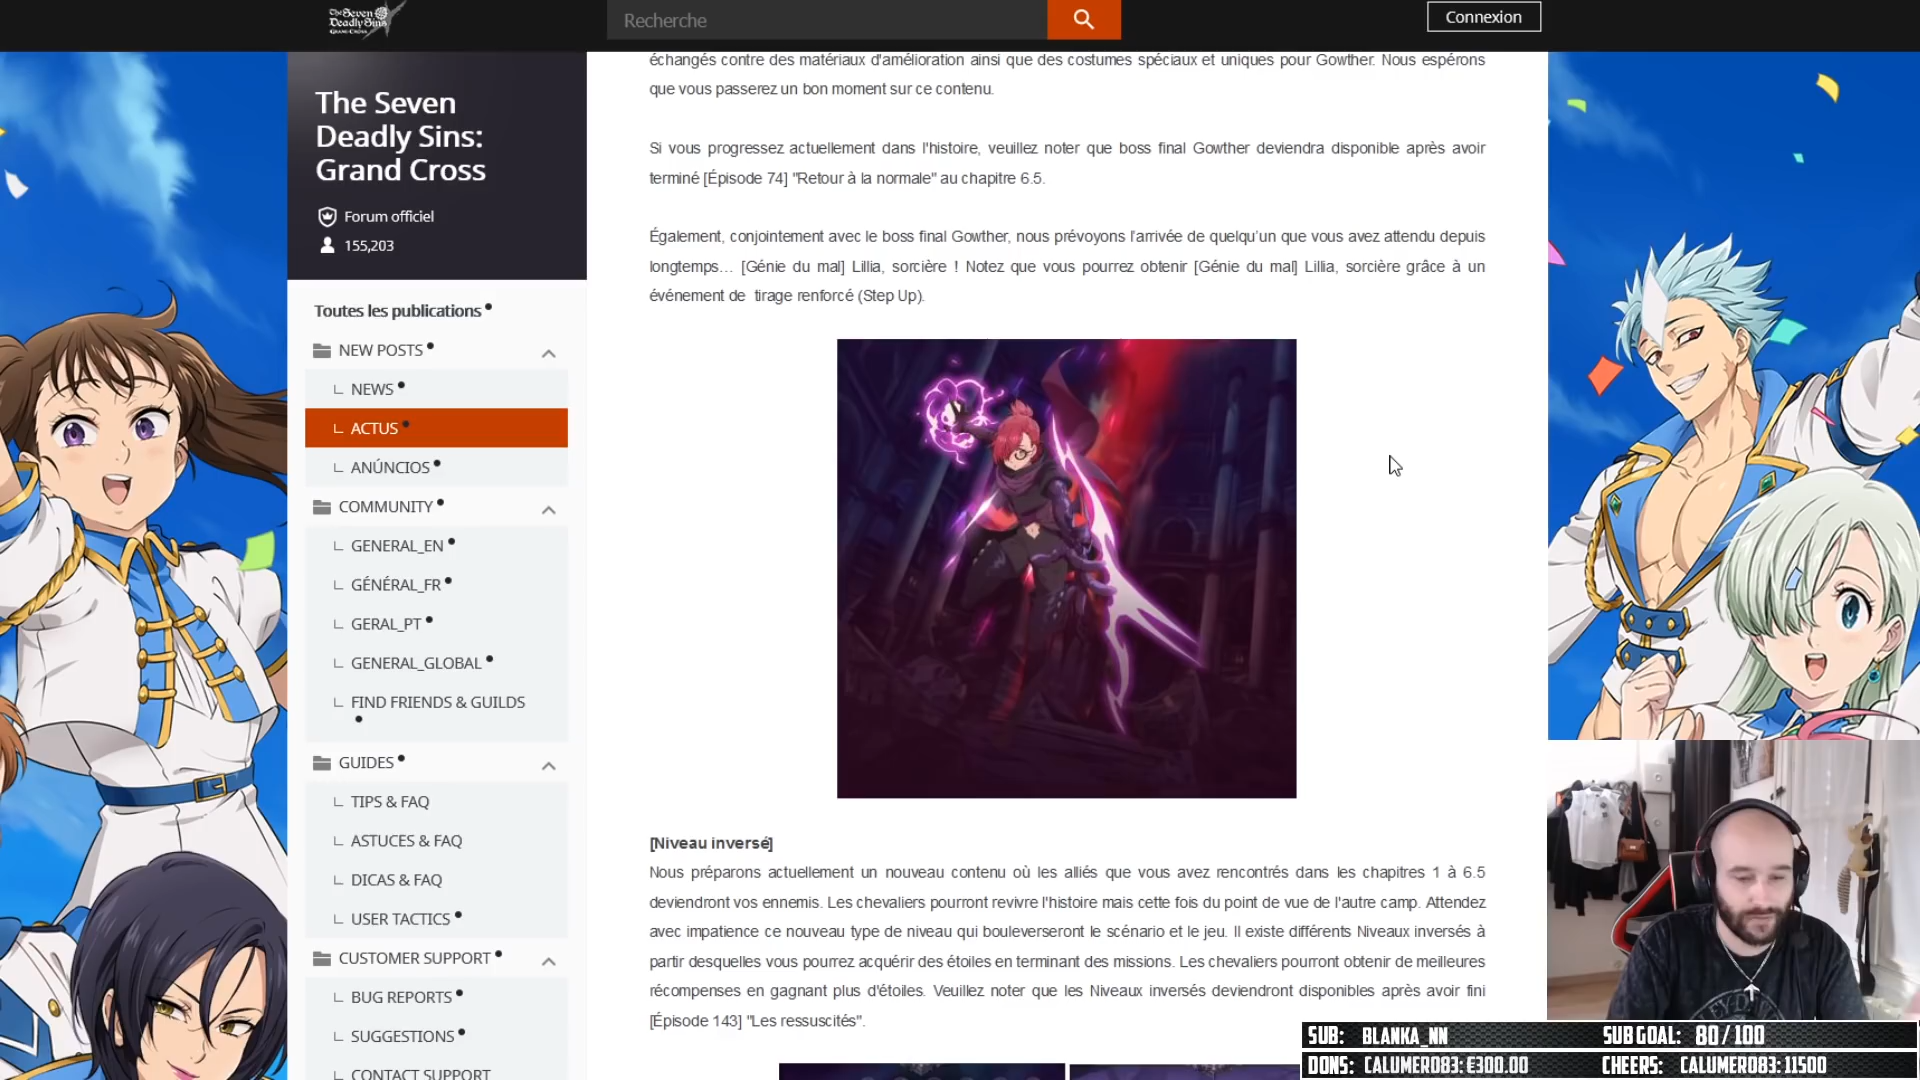 The Seven
Deadly Sins
GRAND CROSS
Recherche
Connexion
The Seven
Deadly Sins:
Grand Cross
Forum officiel
155,203
Toutes les publications
NEW POSTS
NEWS
ACTUS
ANÚNCIOS
COMMUNITY
GENERAL_EN
GÉNÉRAL_FR
GERAL_PT
GENERAL_GLOBAL
FIND FRIENDS & GUILDS
GUIDES
TIPS & FAQ
ASTUCES & FAQ
DICAS & FAQ
USER TACTICS
CUSTOMER SUPPORT
BUG REPORTS
SUGGESTIONS
CONTACT SUPPORT
échangés contre des matériaux d'amélioration ainsi que des costumes spéciaux et uniques pour Gowther. Nous espérons
que vous passerez un bon moment sur ce contenu.
Si vous progressez actuellement dans l'histoire, veuillez noter que boss final Gowther deviendra disponible après avoir
terminé [Épisode 74] "Retour à la normale" au chapitre 6.5.
Également, conjointement avec le boss final Gowther, nous prévoyons l'arrivée de quelqu'un que vous avez attendu depuis
longtemps… [Génie du mal] Lillia, sorcière ! Notez que vous pourrez obtenir [Génie du mal] Lillia, sorcière grâce à un
événement de tirage renforcé (Step Up).
[Niveau inversé]
Nous préparons actuellement un nouveau contenu où les alliés que vous avez rencontrés dans les chapitres 1 à 6.5
deviendront vos ennemis. Les chevaliers pourront revivre l'histoire mais cette fois du point de vue de l'autre camp. Attendez
avec impatience ce nouveau type de niveau qui bouleverseront le scénario et le jeu. Il existe différents Niveaux inversés à
partir desquelles vous pourrez acquérir des étoiles en terminant des missions. Les chevaliers pourront obtenir de meilleures
récompenses en gagnant plus d'étoiles. Veuillez noter que les Niveaux inversés deviendront disponibles après avoir fini
[Épisode 143] "Les ressuscités".
SUB: BLANKA_NN SUB GOAL: 80 / 100
DONS: CALUMERO83: €300.00 CHEERS: CALUMERO83: 11500